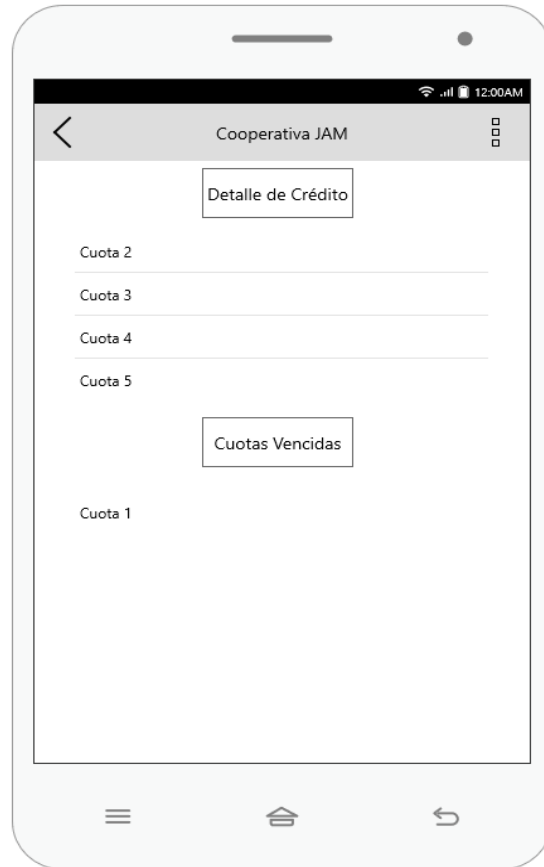 12:00AM
Cooperativa JAM
Detalle de Crédito
Cuota 2
Cuota 3
Cuota 4
Cuota 5
Cuotas Vencidas
Cuota 1